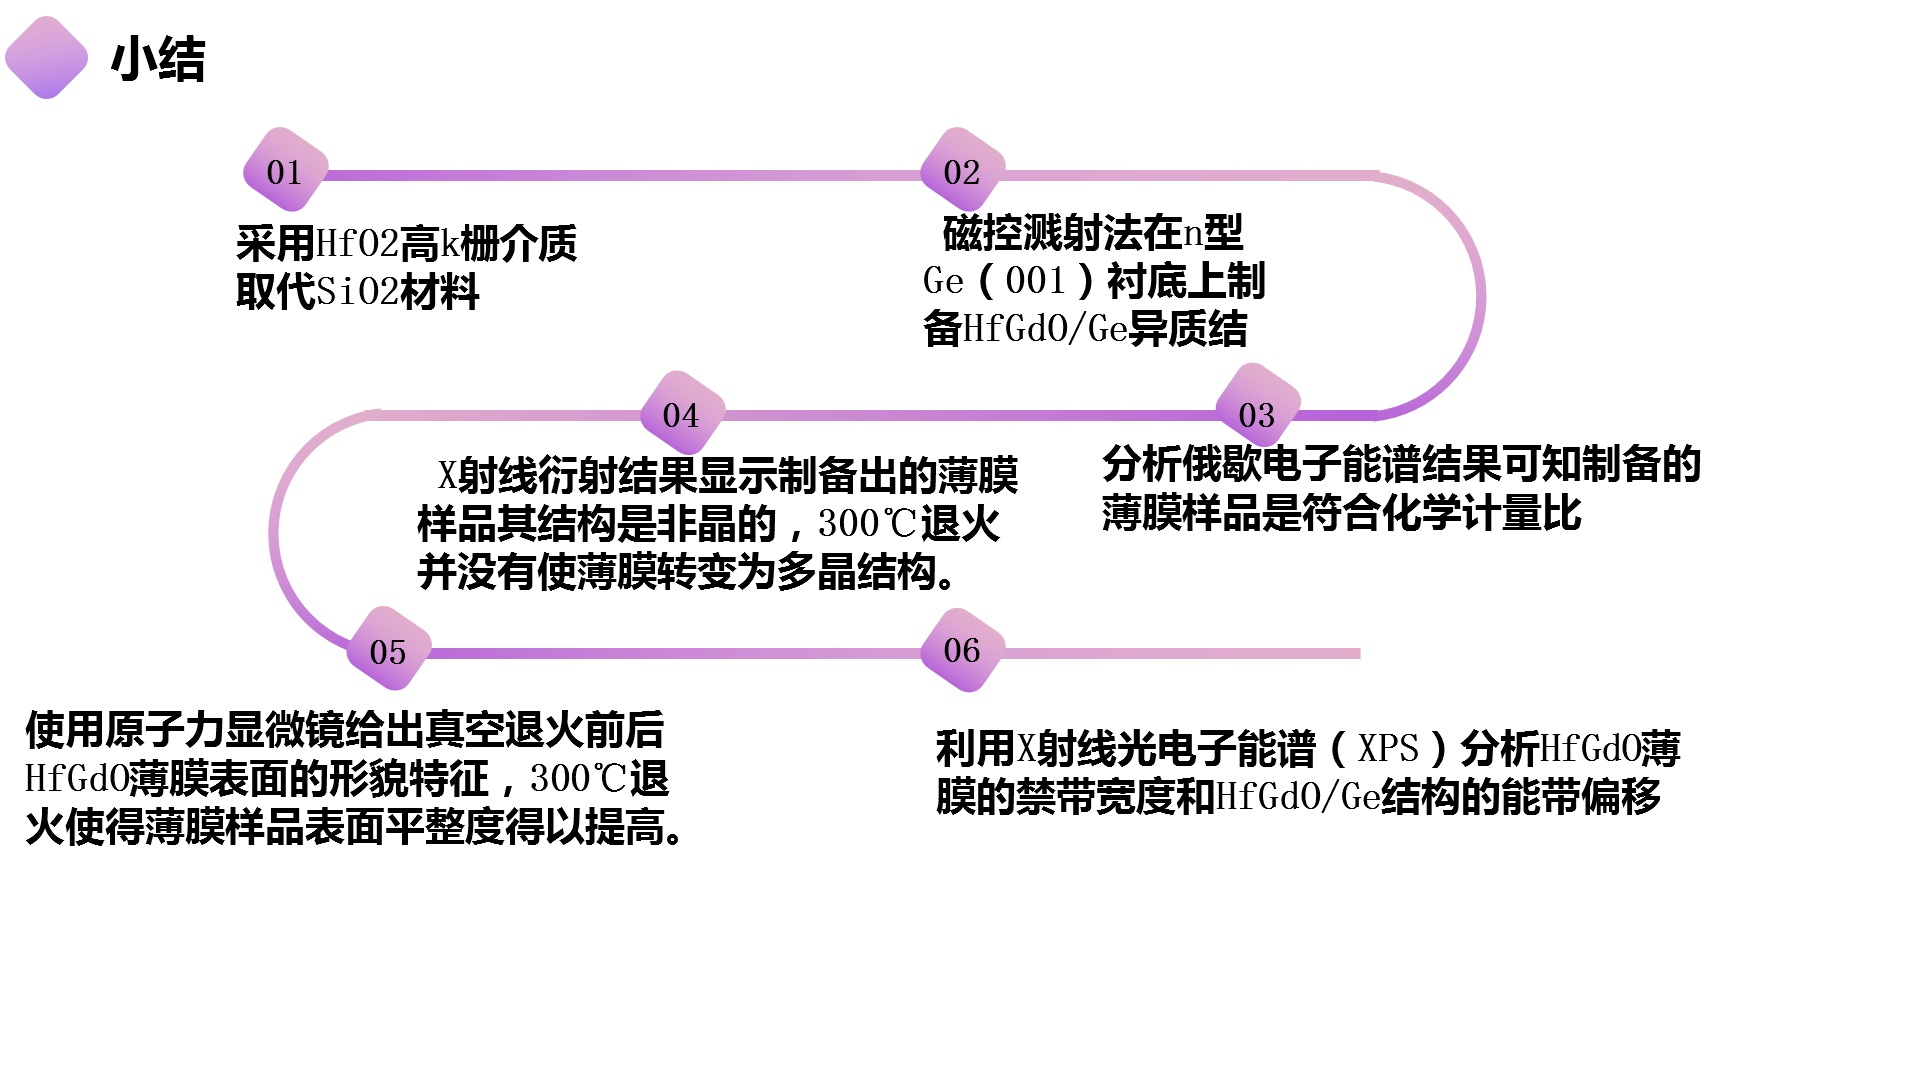 小结
01
采用HfO2高k栅介质
取代SiO2材料
02
磁控溅射法在n型
Ge（001）衬底上制
备HfGdO/Ge异质结
03
分析俄歇电子能谱结果可知制备的
薄膜样品是符合化学计量比
04
X射线衍射结果显示制备出的薄膜
样品其结构是非晶的，300℃退火
并没有使薄膜转变为多晶结构。
05
使用原子力显微镜给出真空退火前后
HfGdO薄膜表面的形貌特征，300℃退
火使得薄膜样品表面平整度得以提高。
06
利用X射线光电子能谱（XPS）分析HfGdO薄
膜的禁带宽度和HfGdO/Ge结构的能带偏移